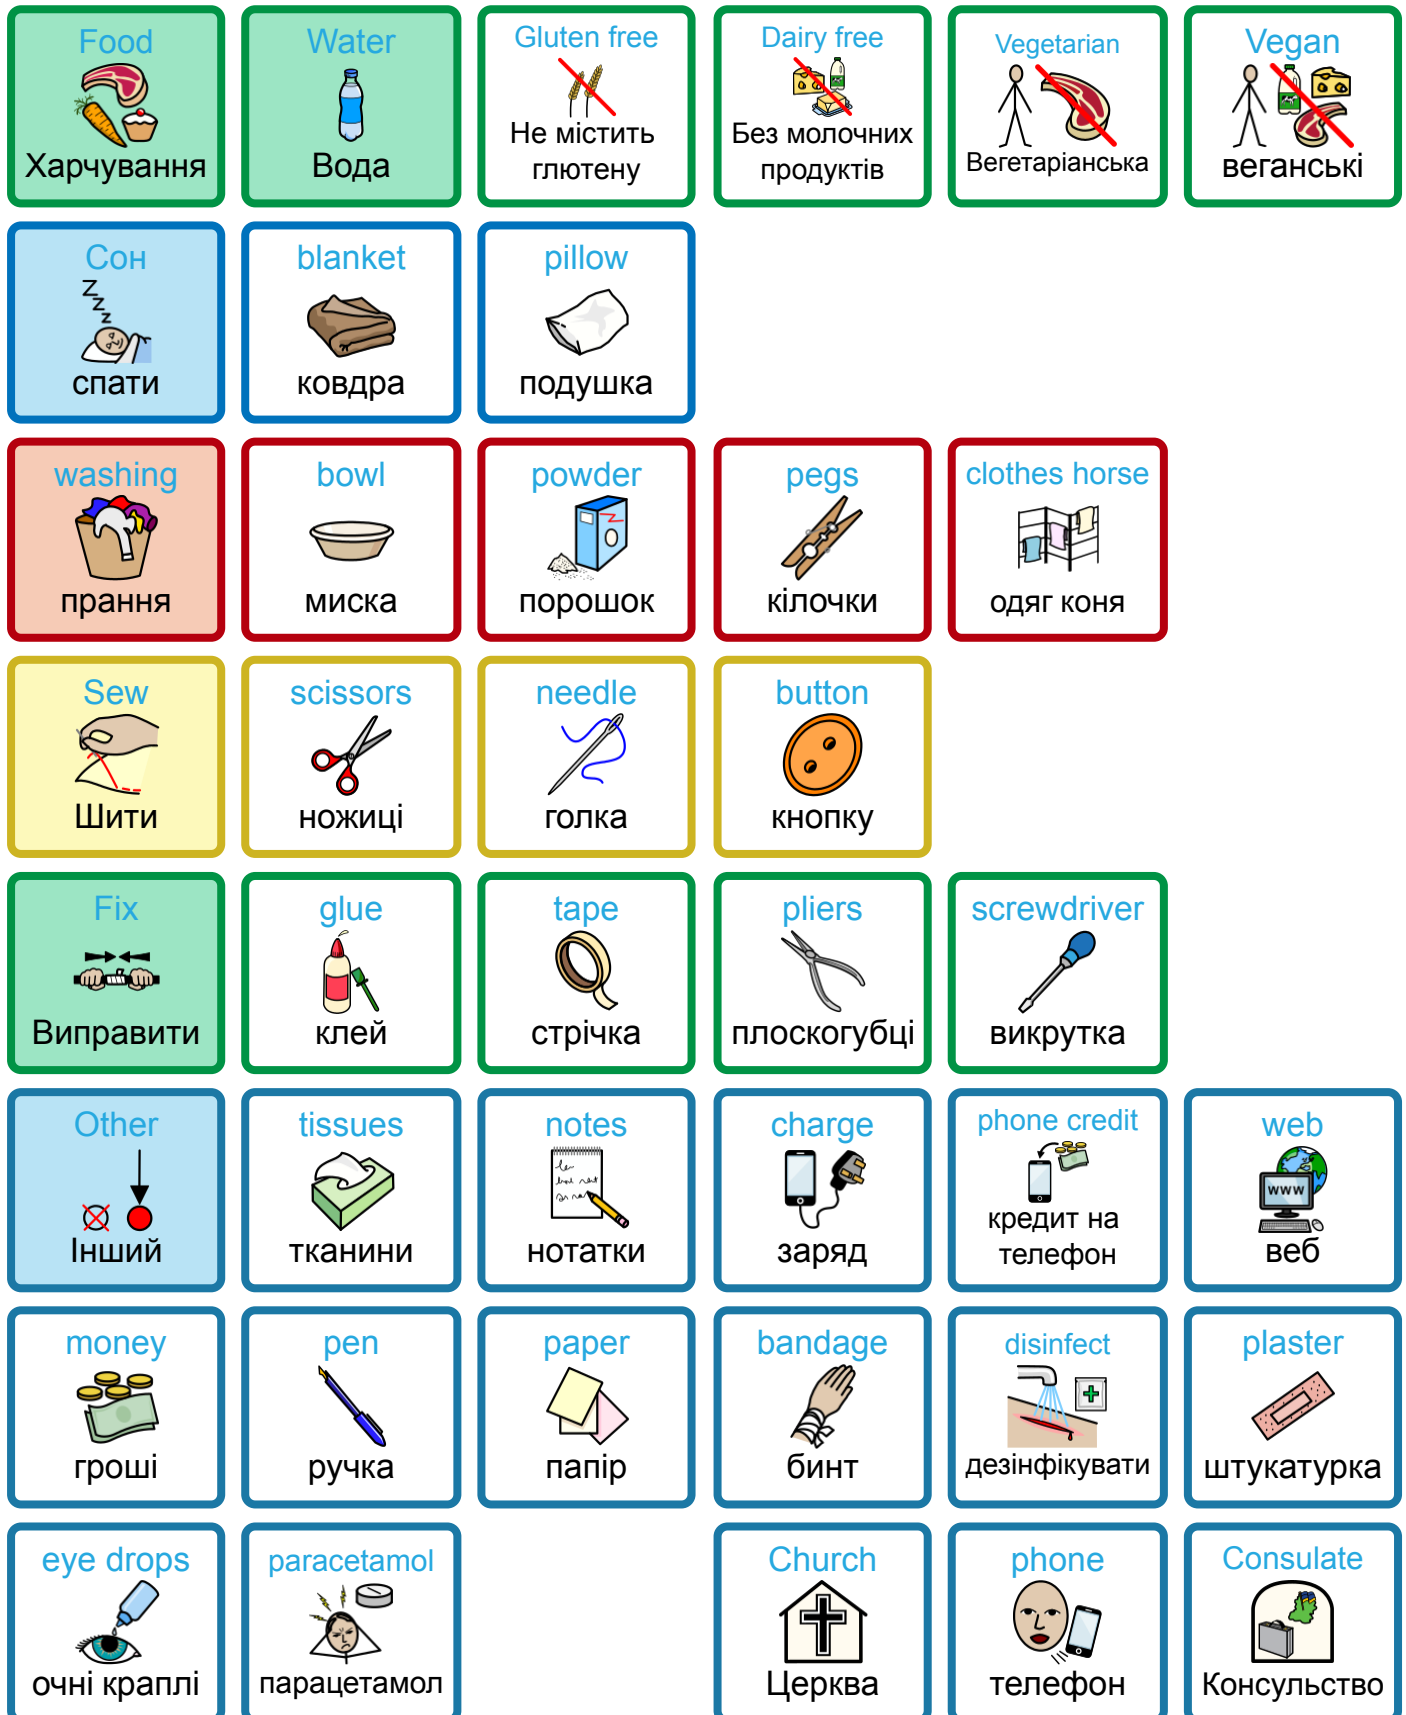 Food
Харчування
Water
Вода
Gluten free
Не містить
глютену
Dairy free
Без молочних
продуктів
Vegetarian
Вегетаріанська
Vegan
веганські
Сон
Z
Z
Z
Z
спати
blanket
ковдра
pillow
подушка
washing
прання
bowl
миска
powder
порошок
pegs
кілочки
clothes horse
одяг коня
Sew
Шити
scissors
ножиці
needle
голка
button
кнопку
Fix
Виправити
glue
клей
tape
стрічка
pliers
плоскогубці
screwdriver
викрутка
Other
Інший
tissues
тканини
notes
нотатки
charge
заряд
phone credit
кредит на
телефон
web
www
веб
money
гроші
pen
ручка
paper
папір
bandage
бинт
disinfect
дезінфікувати
plaster
штукатурка
eye drops
очні краплі
paracetamol
парацетамол
Church
Церква
phone
телефон
Consulate
Консульство